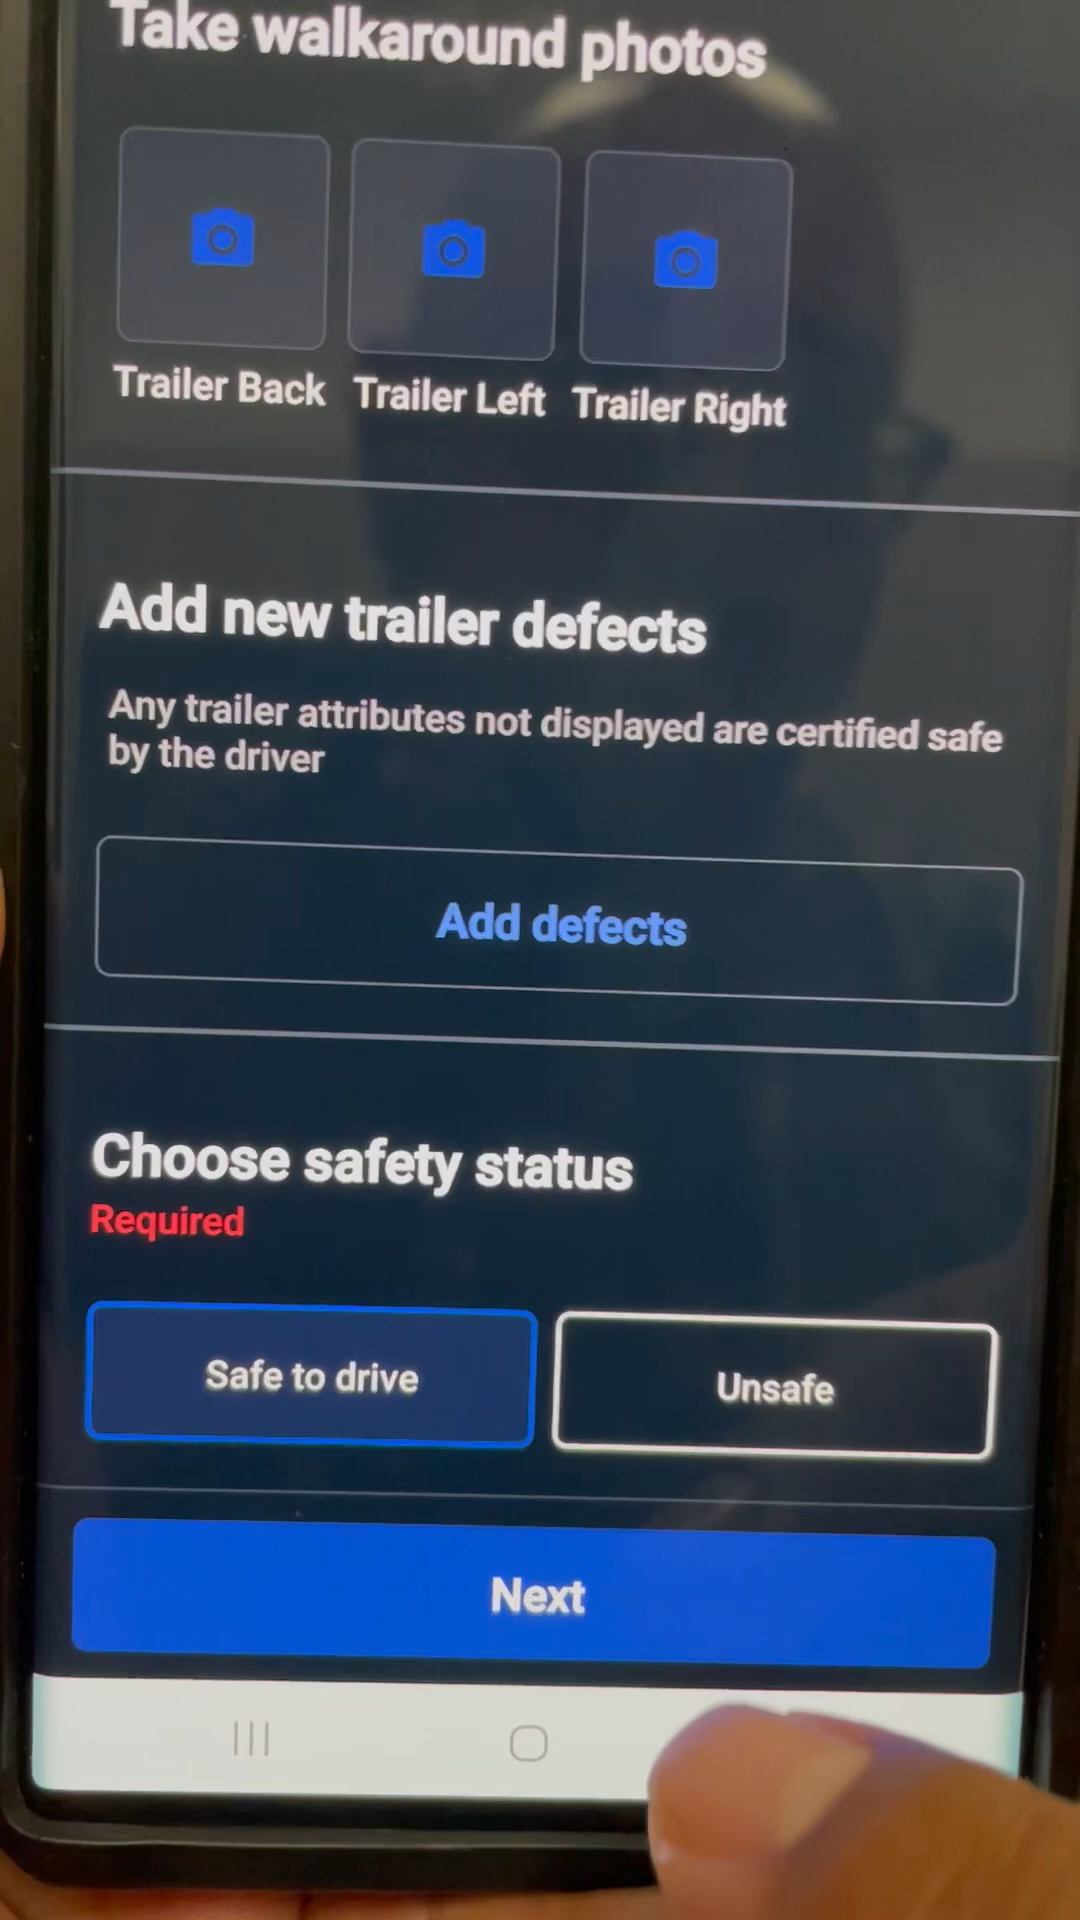 Take walkaround photos
Trailer Back Trailer Left Trailer Right
Add new trailer defects
Any trailer attributes not displayed are certified safe
by the driver
Add defects
Choose safety status
Required
Safe to drive Unsafe
Next